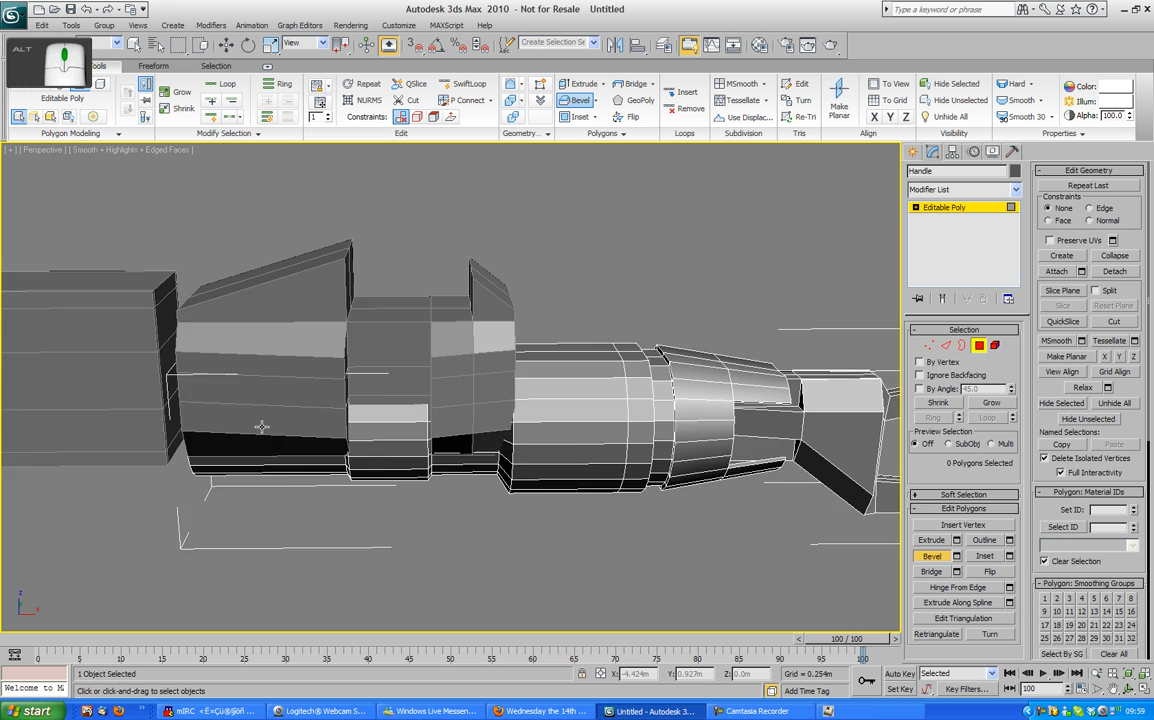 Autodesk 3ds Max 2010 - Not for Resale Untitled
Type a keyword or phrase
Edit Tools Group Views Create Modifiers Animation Graph Editors Rendering Customize MAXScript Help
ALT
View
Create Selection Se
Tools Freeform Selection
Editable Poly
Grow
Shrink
Loop
Ring
Repeat QSlice SwiftLoop
NURMS Cut P Connect
Constraints:
Extrude Bridge
Bevel GeoPoly
Inset Flip
Insert
Remove
MSmooth Edit
Tessellate Turn
Use Displac... Re-Tri
Make Planar
To View
To Grid
X Y Z
Hide Selected
Hide Unselected
Unhide All
Hard
Smooth
Smooth 30
Color:
Illum:
Alpha: 100.0
Polygon Modeling Modify Selection Edit Geometry... Polygons Loops Subdivision Align Visibility Properties
[ + ] [ Perspective ] [ Smooth + Highlights + Edged Faces ]
Handle
Modifier List
Editable Poly
Selection
By Vertex
Ignore Backfacing
By Angle: 45.0
Shrink Grow
Ring Loop
Preview Selection
Off SubObj Multi
0 Polygons Selected
Soft Selection
Edit Polygons
Insert Vertex
Extrude Outline
Bevel Inset
Bridge Flip
Hinge From Edge
Extrude Along Spline
Edit Triangulation
Retriangulate Turn
Edit Geometry
Repeat Last
Constraints
None Edge
Face Normal
Preserve UVs
Create Collapse
Attach Detach
Slice Plane Split
Slice Reset Plane
QuickSlice Cut
MSmooth Tessellate
Make Planar X Y Z
View Align Grid Align
Relax
Hide Selected Unhide All
Hide Unselected
Named Selections:
Copy Paste
Delete Isolated Vertices
Full Interactivity
Polygon: Material IDs
Set ID:
Select ID
Clear Selection
Polygon: Smoothing Groups
1 2 3 4 5 6 7 8
9 10 11 12 13 14 15 16
17 18 19 20 21 22 23 24
25 26 27 28 29 30 31 32
Select By SG Clear All
z
x
100 / 100
0 5 10 15 20 25 30 35 40 45 50 55 60 65 70 75 80 85 90 95 100
1 Object Selected
X: -4.424m Y: 0.927m Z: 0.0m
Grid = 0.254m
Auto Key Selected
Welcome to M
Click or click-and-drag to select objects
Add Time Tag
Set Key Key Filters...
100
start
Logitech® Webcam S...
Windows Live Messen...
Wednesday the 14th ...
Untitled - Autodesk 3...
Camtasia Recorder
09:59